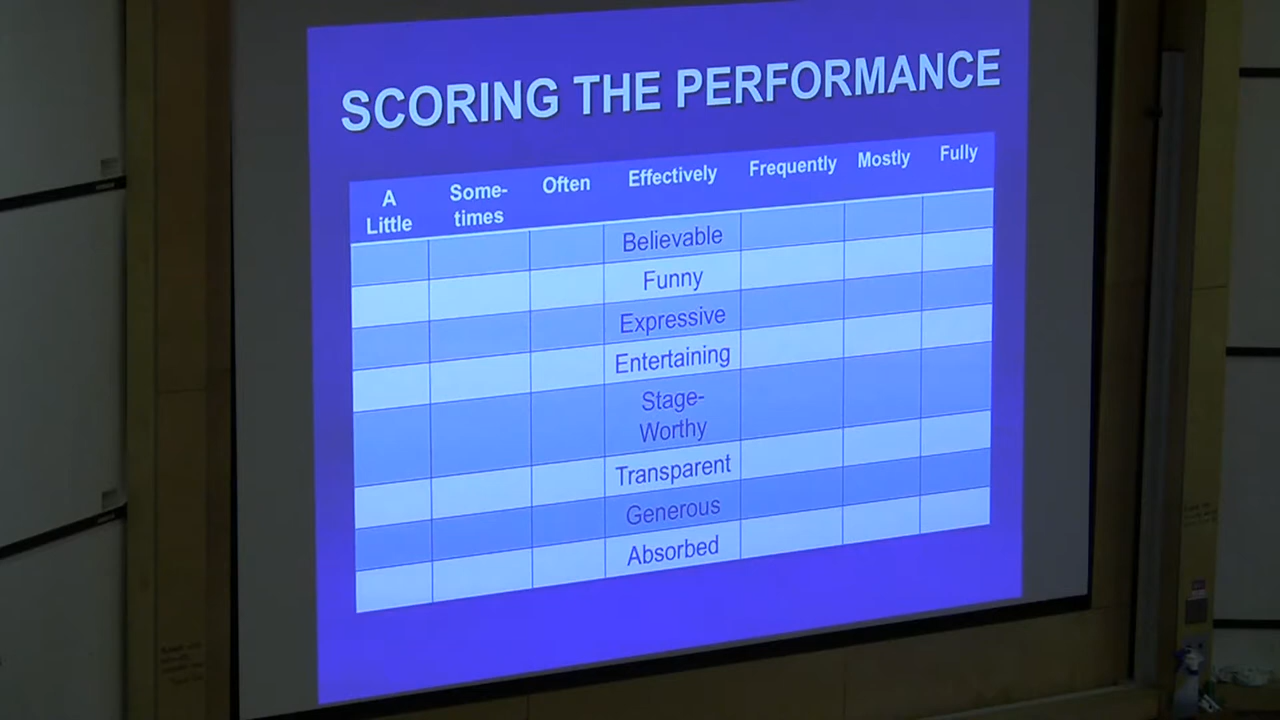 SCORING THE PERFORMANCE
A Little Some-times Often Effectively Frequently Mostly Fully
Believable
Funny
Expressive
Entertaining
Stage-
Worthy
Transparent
Generous
Absorbed